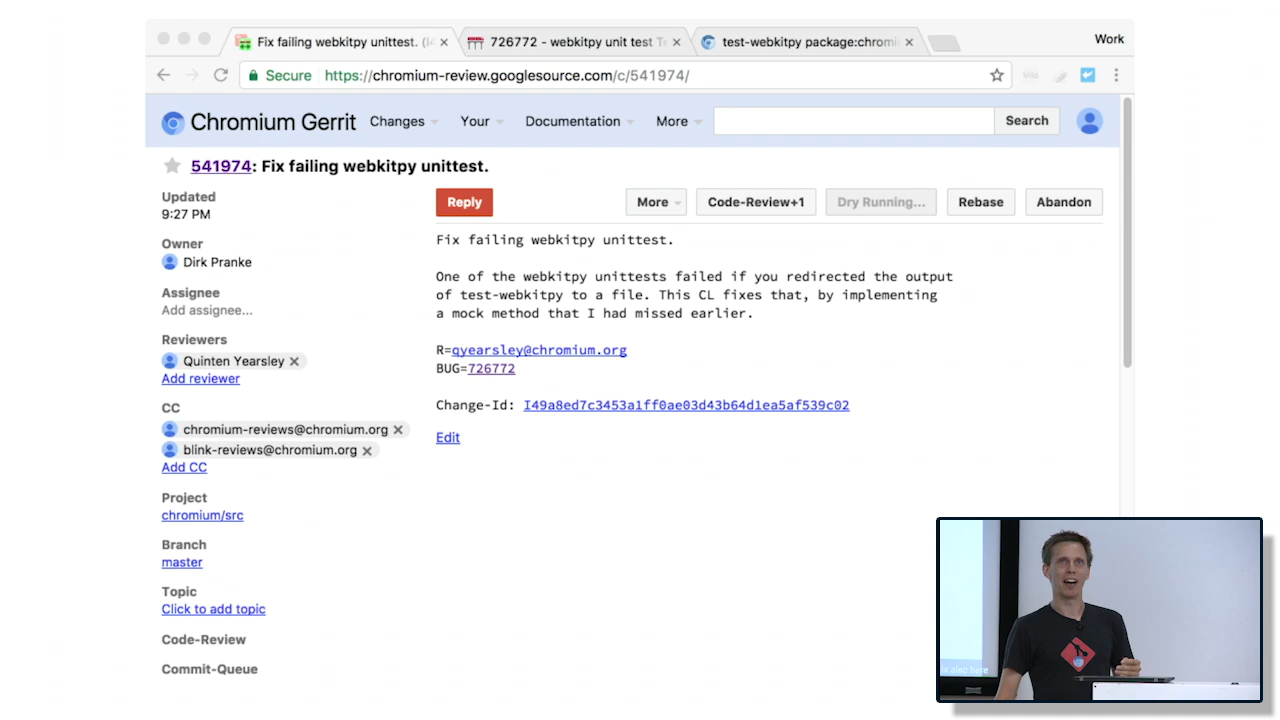 Fix failing webkitpy unittest. (I4
726772 - webkitpy unit test Te
test-webkitpy package:chromi
Work
Secure https://chromium-review.googlesource.com/c/541974/
Chromium Gerrit Changes Your Documentation More Search
541974: Fix failing webkitpy unittest.
Updated
9:27 PM
Reply More Code-Review+1 Dry Running... Rebase Abandon
Owner
Dirk Pranke
Assignee
Add assignee...
Reviewers
Quinten Yearsley
Add reviewer
CC
chromium-reviews@chromium.org
blink-reviews@chromium.org
Add CC
Project
chromium/src
Branch
master
Topic
Click to add topic
Code-Review
Commit-Queue
Fix failing webkitpy unittest.
One of the webkitpy unittests failed if you redirected the output
of test-webkitpy to a file. This CL fixes that, by implementing
a mock method that I had missed earlier.
R=qyearsley@chromium.org
BUG=726772
Change-Id: I49a8ed7c3453a1ff0ae03d43b64d1ea5af539c02
Edit
is also here